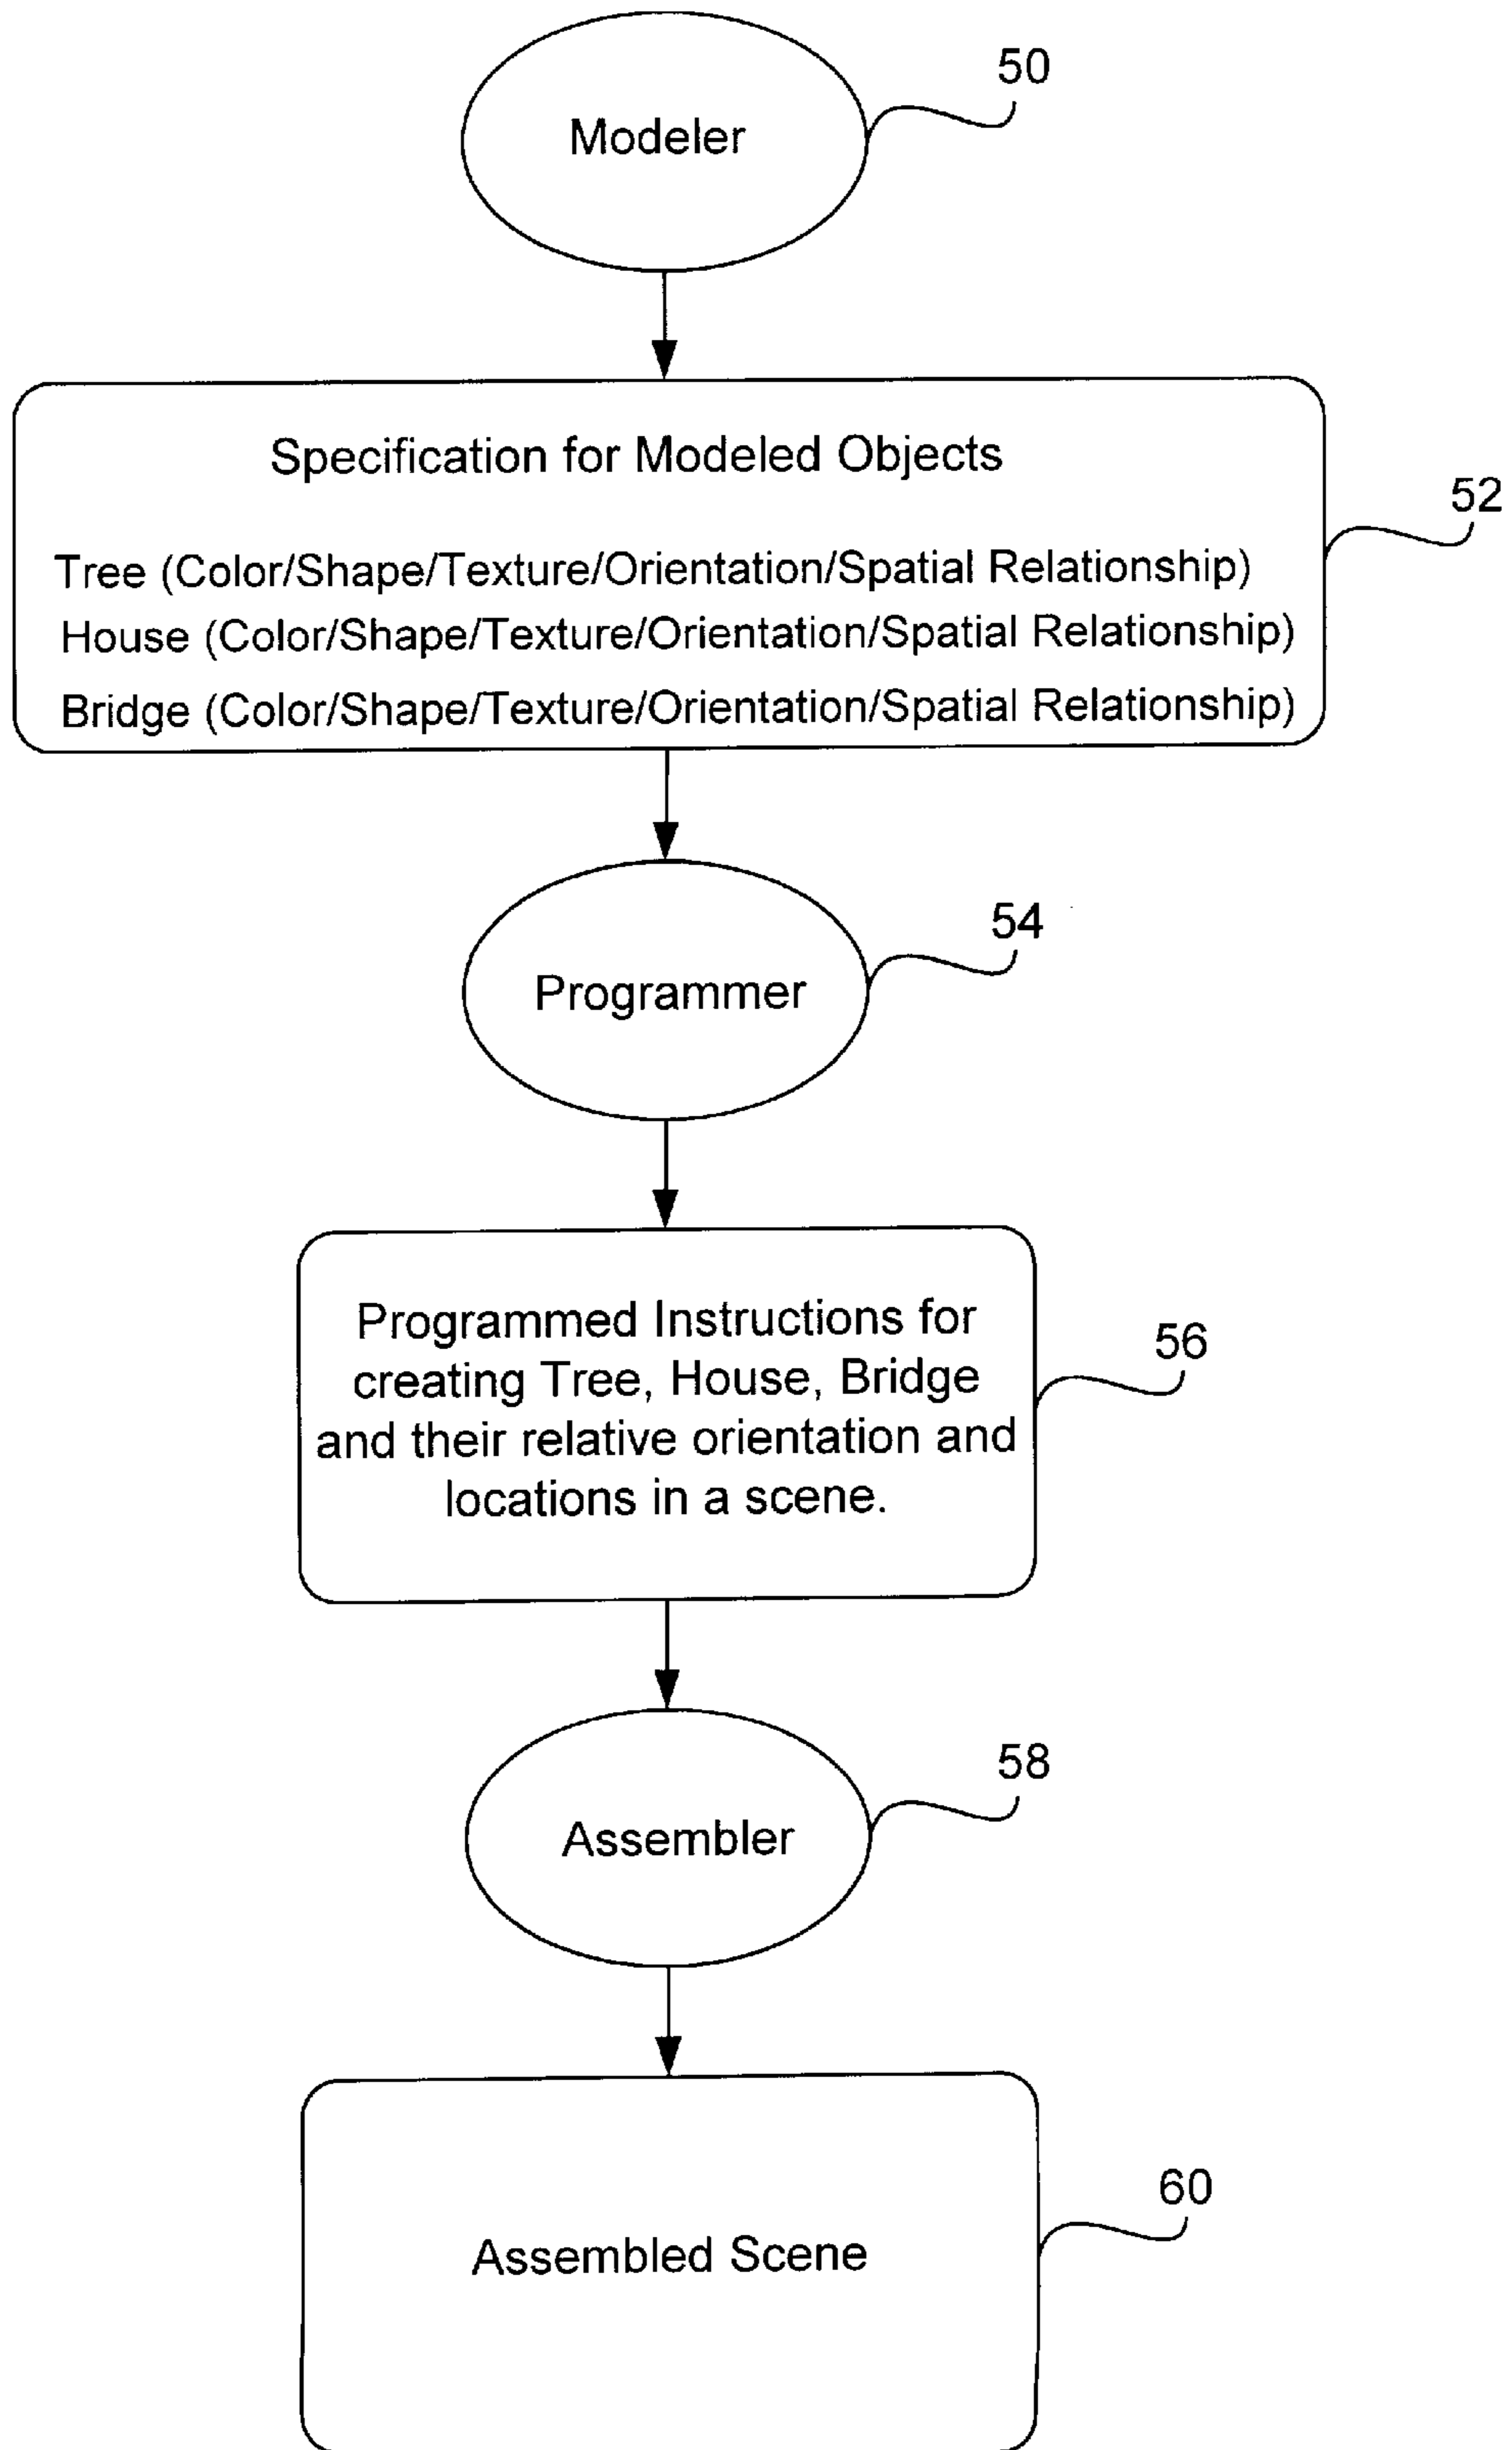 50
Modeler
Specification for Modeled Objects
52
Tree (Color/Shape/Texture/Orientation/Spatial Relationship)
House (Color/Shape/Texture/Orientation/Spatial Relationship)
Bridge (Color/Shape/Texture/Orientation/Spatial Relationship)
54
Programmer
Programmed Instructions for
56
creating Tree, House, Bridge
and their relative orientation and
locations in a scene.
58
Assembler
60
Assembled Scene